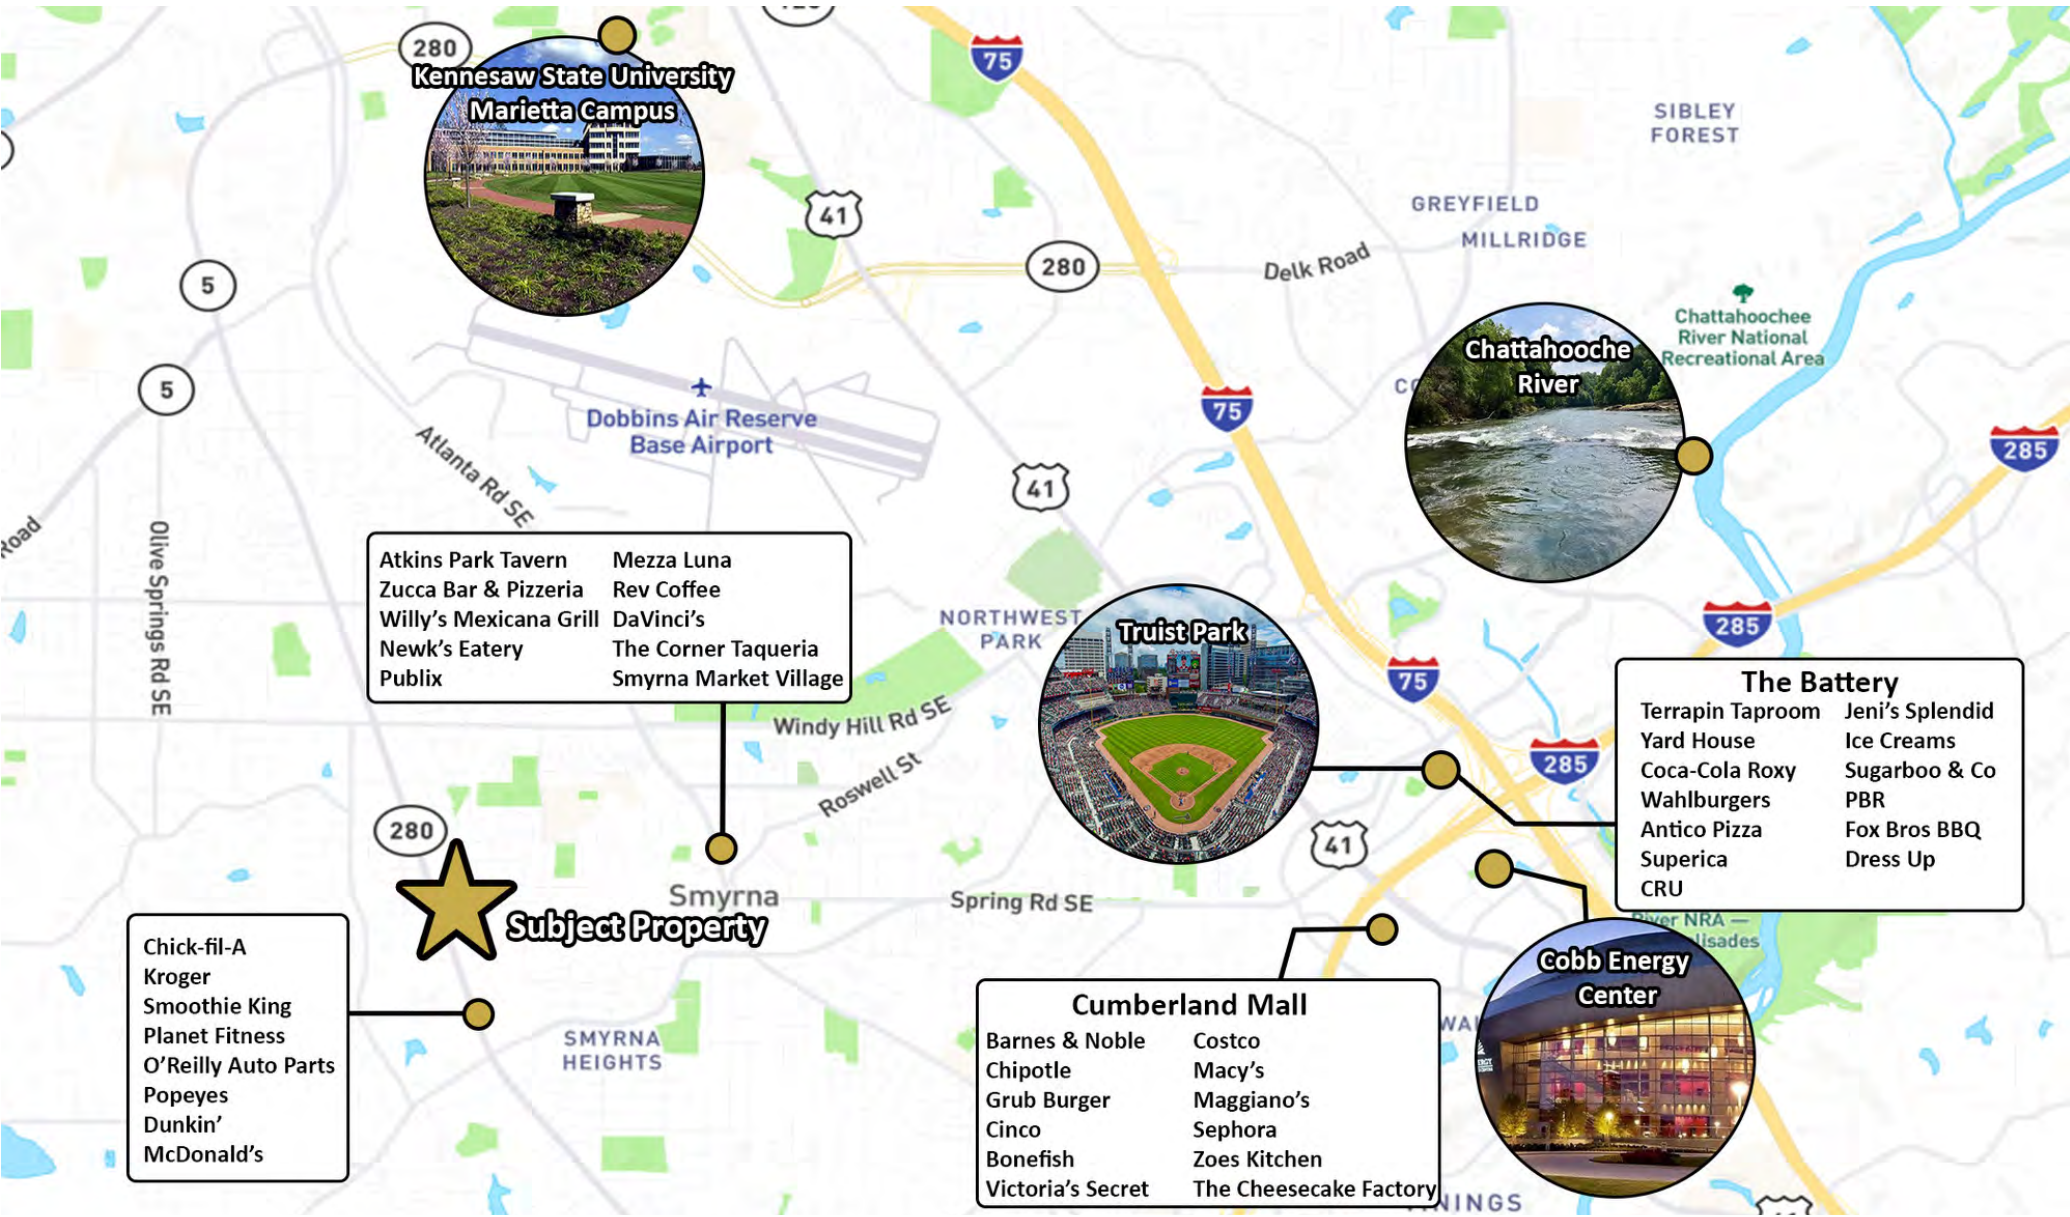 280
75
Kennesaw State University
Marietta Campus
SIBLEY
FOREST
41
GREYFIELD
MILLRIDGE
280
Delk Road
5
Chattahoochee
River National
Recreational Area
Chattahooche
River
5
75
Dobbins Air Reserve
Base Airport
285
Atlanta Rd SE
41
Road
Olive Springs Rd SE
Atkins Park Tavern
Zucca Bar & Pizzeria
Willy's Mexicana Grill
Newk's Eatery
Publix
Mezza Luna
Rev Coffee
DaVinci's
The Corner Taqueria
Smyrna Market Village
NORTHWEST
PARK
Truist Park
285
75
Windy Hill Rd SE
Roswell St
285
The Battery
Terrapin Taproom
Yard House
Coca-Cola Roxy
Wahlburgers
Antico Pizza
Superica
CRU
Jeni's Splendid
Ice Creams
Sugarboo & Co
PBR
Fox Bros BBQ
Dress Up
280
41
Smyrna
Spring Rd SE
Subject Property
River NRA —
Chick-fil-A
Kroger
Smoothie King
Planet Fitness
O'Reilly Auto Parts
Popeyes
Dunkin'
McDonald's
SMYRNA
HEIGHTS
Cumberland Mall
Barnes & Noble
Chipotle
Grub Burger
Cinco
Bonefish
Victoria's Secret
Costco
Macy's
Maggiano's
Sephora
Zoes Kitchen
The Cheesecake Factory
Cobb Energy
Center